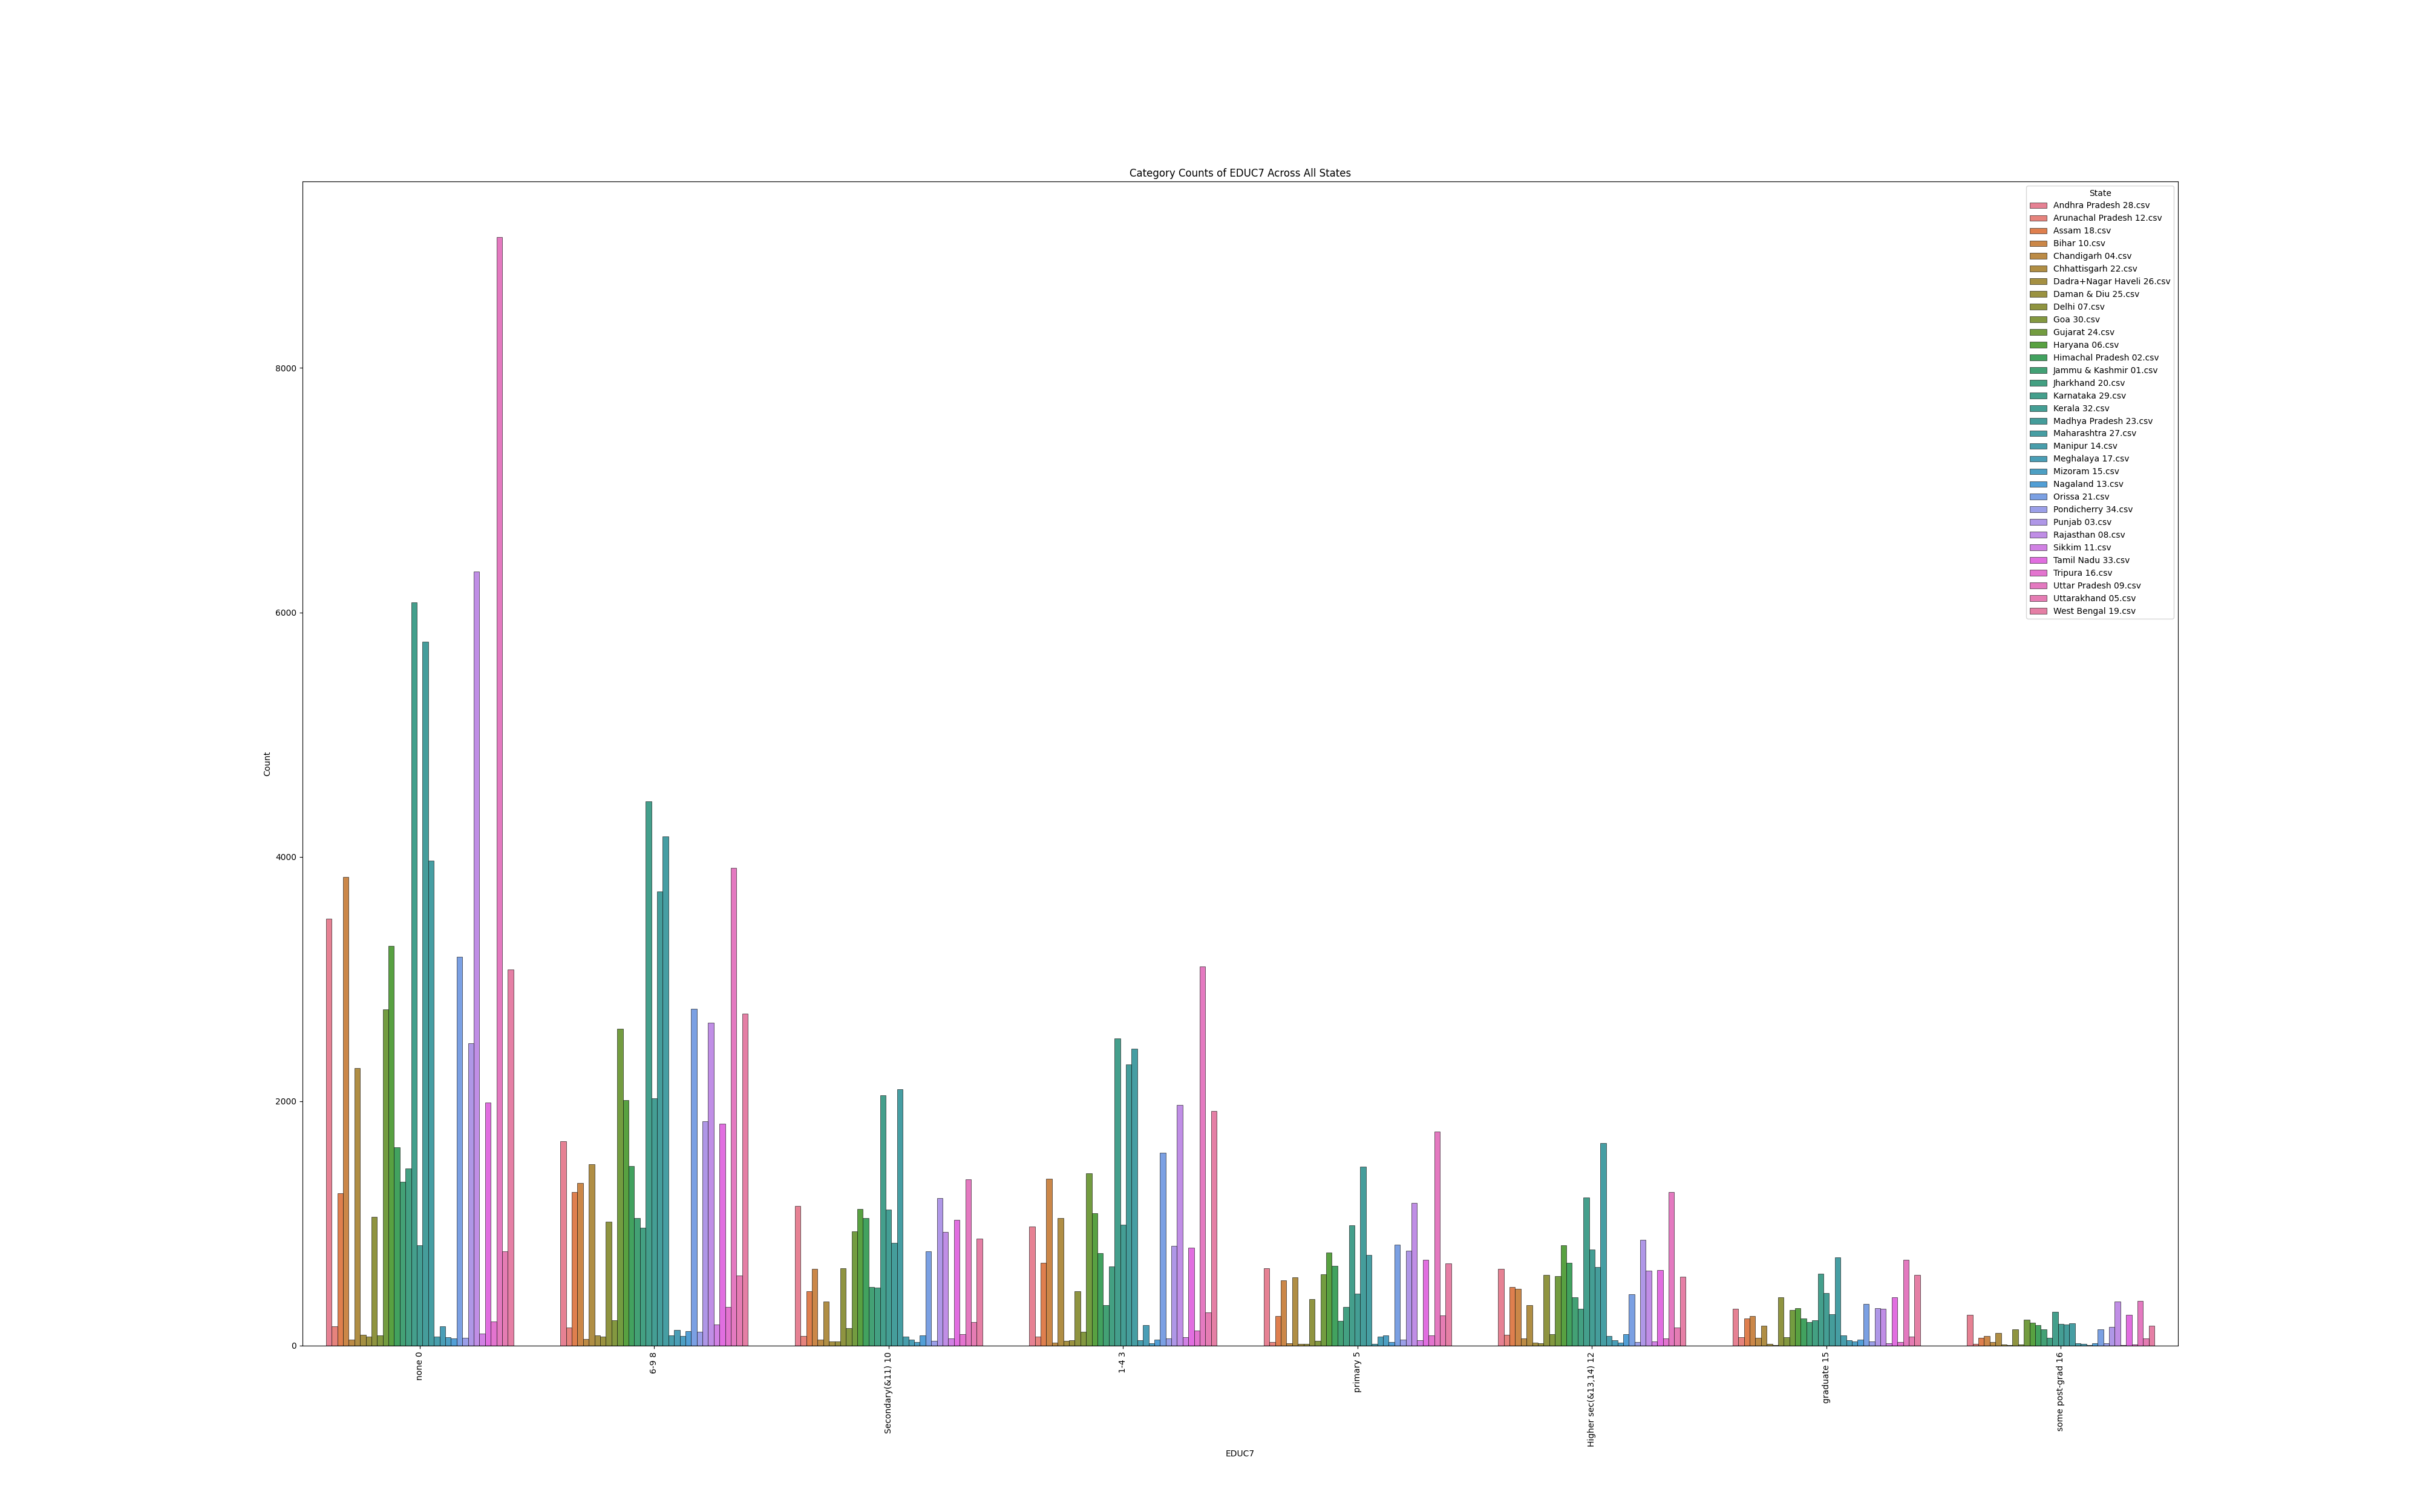 Category Counts of EDUC7 Across All States
State
Andhra Pradesh 28.csv
Arunachal Pradesh 12.csv
Assam 18.csv
Bihar 10.csv
Chandigarh 04.csv
Chhattisgarh 22.csv
Dadra+Nagar Haveli 26.csv
Daman & Diu 25.csv
Delhi 07.csv
Goa 30.csv
Gujarat 24.csv
Haryana 06.csv
Himachal Pradesh 02.csv
Jammu & Kashmir 01.csv
Jharkhand 20.csv
Karnataka 29.csv
Kerala 32.csv
Madhya Pradesh 23.csv
Maharashtra 27.csv
Manipur 14.csv
Meghalaya 17.csv
Mizoram 15.csv
Nagaland 13.csv
Orissa 21.csv
Pondicherry 34.csv
Punjab 03.csv
Rajasthan 08.csv
Sikkim 11.csv
Tamil Nadu 33.csv
Tripura 16.csv
Uttar Pradesh 09.csv
Uttarakhand 05.csv
West Bengal 19.csv
Count
8000
6000
4000
2000
0
none 0
6-9 8
Secondary(&11) 10
1-4 3
primary 5
Higher sec(&13,14) 12
graduate 15
some post-grad 16
EDUC7